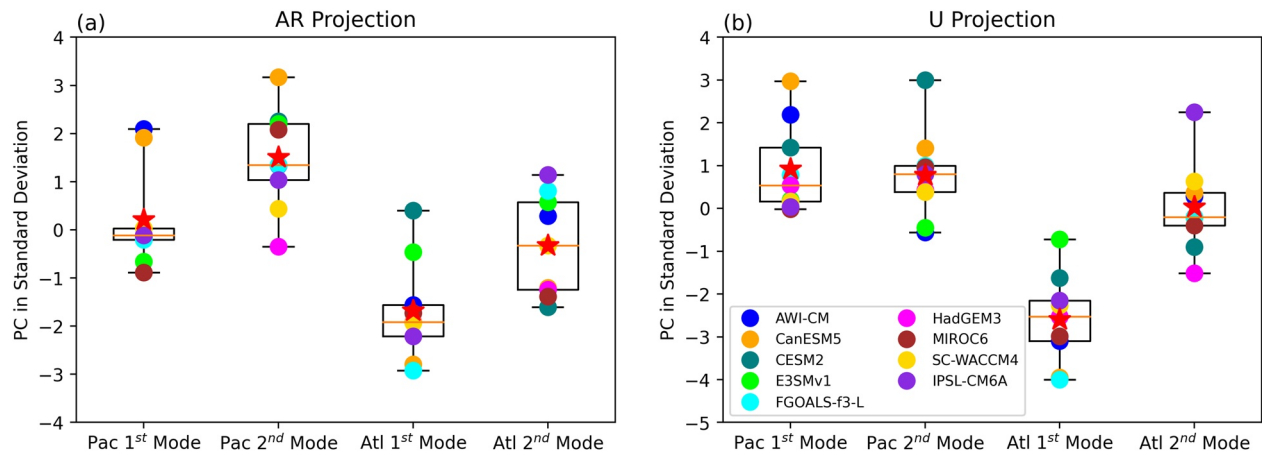 (a)
AR Projection
PC in Standard Deviation
4
3
2
1
0
−1
−2
−3
−4
Pac 1st Mode
Pac 2nd Mode
Atl 1st Mode
Atl 2nd Mode
(b)
U Projection
PC in Standard Deviation
4
3
2
1
0
−1
−2
−3
−4
−5
AWI-CM
CanESM5
CESM2
E3SMv1
FGOALS-f3-L
HadGEM3
MIROC6
SC-WACCM4
IPSL-CM6A
Pac 1st Mode
Pac 2nd Mode
Atl 1st Mode
Atl 2nd Mode